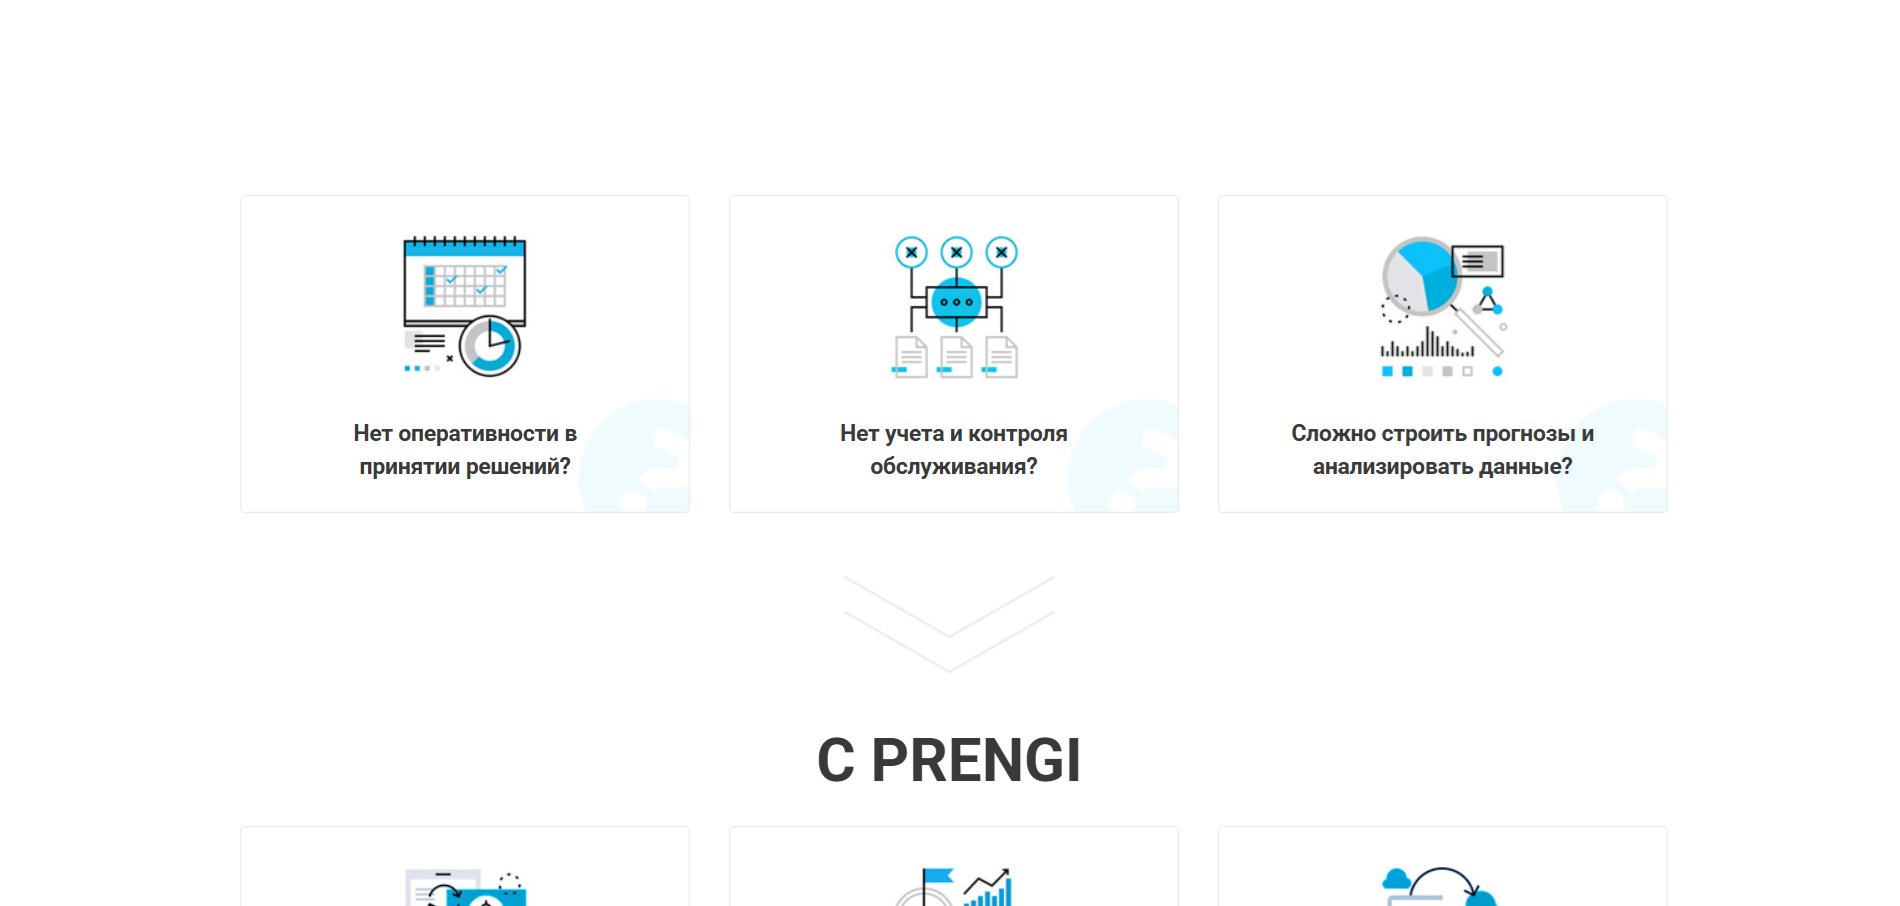 Нет оперативности в
принятии решений?
Нет учета и контроля
обслуживания?
Сложно строить прогнозы и
анализировать данные?
С PRENGI